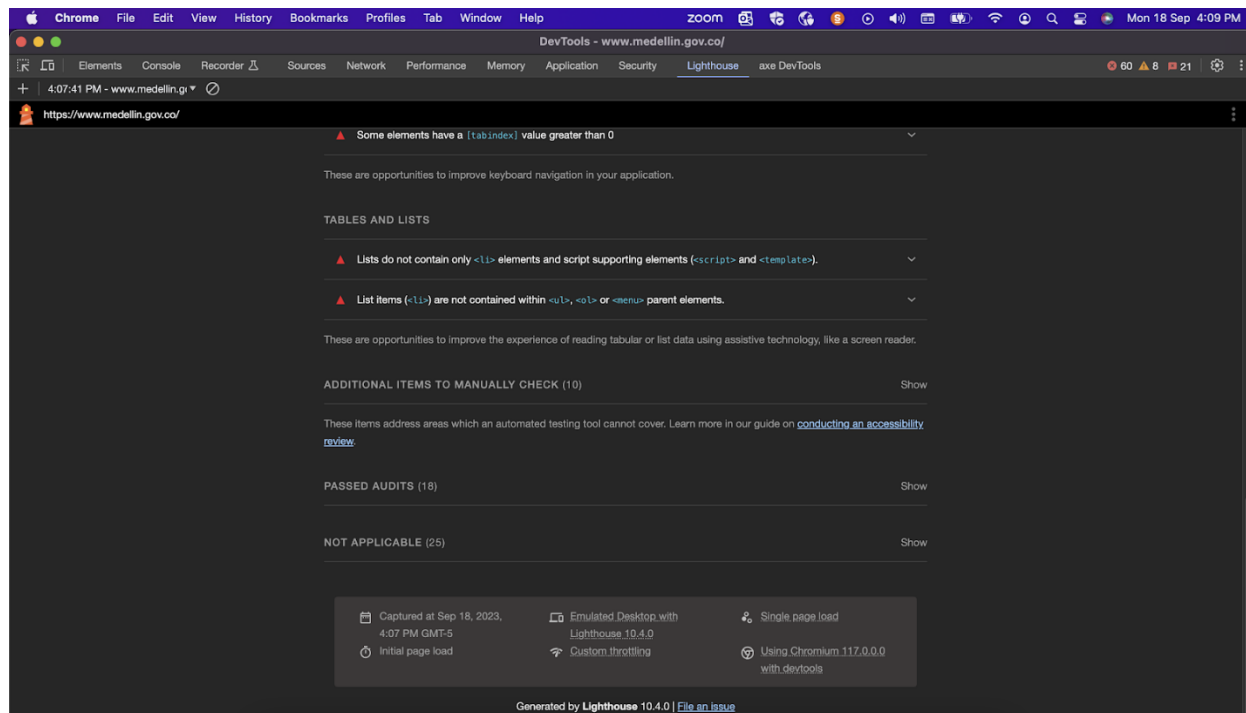 Chrome File Edit View History Bookmarks Profiles Tab Window Help zoom Mon 18 Sep 4:09 PM
DevTools - www.medellin.gov.co/
Elements Console Recorder Sources Network Performance Memory Application Security Lighthouse axe DevTools 60 8 21
4:07:41 PM - www.medellin.go
https://www.medellin.gov.co/
Some elements have a [tabindex] value greater than 0
These are opportunities to improve keyboard navigation in your application.
TABLES AND LISTS
Lists do not contain only <li> elements and script supporting elements (<script> and <template>).
List items (<li>) are not contained within <ul>, <ol> or <menu> parent elements.
These are opportunities to improve the experience of reading tabular or list data using assistive technology, like a screen reader.
ADDITIONAL ITEMS TO MANUALLY CHECK (10) Show
These items address areas which an automated testing tool cannot cover. Learn more in our guide on conducting an accessibility
review.
PASSED AUDITS (18) Show
NOT APPLICABLE (25) Show
Captured at Sep 18, 2023, Emulated Desktop with Single page load
4:07 PM GMT-5 Lighthouse 10.4.0
Initial page load Custom throttling Using Chromium 117.0.0.0
with devtools
Generated by Lighthouse 10.4.0 | File an issue